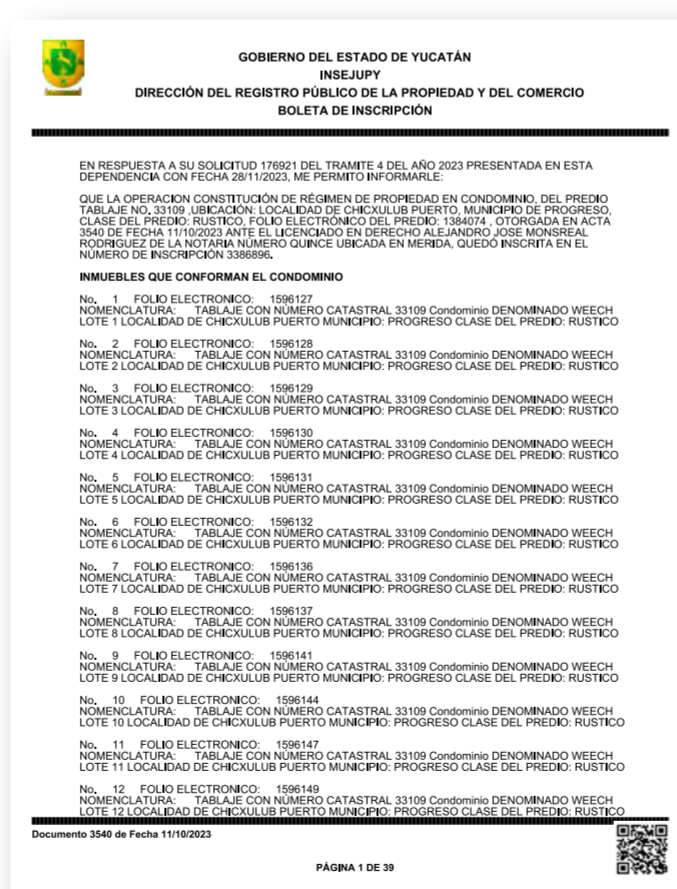 GOBIERNO DEL ESTADO DE YUCATÁN
INSEJUPY
DIRECCIÓN DEL REGISTRO PÚBLICO DE LA PROPIEDAD Y DEL COMERCIO
BOLETA DE INSCRIPCIÓN
EN RESPUESTA A SU SOLICITUD 176921 DEL TRAMITE 4 DEL AÑO 2023 PRESENTADA EN ESTA
DEPENDENCIA CON FECHA 28/11/2023, ME PERMITO INFORMARLE:
QUE LA OPERACION CONSTITUCIÓN DE RÉGIMEN DE PROPIEDAD EN CONDOMINIO, DEL PREDIO
TABLAJE NO. 33109 ,UBICACIÓN: LOCALIDAD DE CHICXULUB PUERTO, MUNICIPIO DE PROGRESO,
CLASE DEL PREDIO: RUSTICO, FOLIO ELECTRÓNICO DEL PREDIO: 1384074 , OTORGADA EN ACTA
3540 DE FECHA 11/10/2023 ANTE EL LICENCIADO EN DERECHO ALEJANDRO JOSE MONSREAL
RODRIGUEZ DE LA NOTARIA NÚMERO QUINCE UBICADA EN MERIDA, QUEDÓ INSCRITA EN EL
NÚMERO DE INSCRIPCIÓN 3386896.
INMUEBLES QUE CONFORMAN EL CONDOMINIO
No. 1 FOLIO ELECTRONICO: 1596127
NOMENCLATURA: TABLAJE CON NÚMERO CATASTRAL 33109 Condominio DENOMINADO WEECH
LOTE 1 LOCALIDAD DE CHICXULUB PUERTO MUNICIPIO: PROGRESO CLASE DEL PREDIO: RUSTICO
No. 2 FOLIO ELECTRONICO: 1596128
NOMENCLATURA: TABLAJE CON NÚMERO CATASTRAL 33109 Condominio DENOMINADO WEECH
LOTE 2 LOCALIDAD DE CHICXULUB PUERTO MUNICIPIO: PROGRESO CLASE DEL PREDIO: RUSTICO
No. 3 FOLIO ELECTRONICO: 1596129
NOMENCLATURA: TABLAJE CON NÚMERO CATASTRAL 33109 Condominio DENOMINADO WEECH
LOTE 3 LOCALIDAD DE CHICXULUB PUERTO MUNICIPIO: PROGRESO CLASE DEL PREDIO: RUSTICO
No. 4 FOLIO ELECTRONICO: 1596130
NOMENCLATURA: TABLAJE CON NÚMERO CATASTRAL 33109 Condominio DENOMINADO WEECH
LOTE 4 LOCALIDAD DE CHICXULUB PUERTO MUNICIPIO: PROGRESO CLASE DEL PREDIO: RUSTICO
No. 5 FOLIO ELECTRONICO: 1596131
NOMENCLATURA: TABLAJE CON NÚMERO CATASTRAL 33109 Condominio DENOMINADO WEECH
LOTE 5 LOCALIDAD DE CHICXULUB PUERTO MUNICIPIO: PROGRESO CLASE DEL PREDIO: RUSTICO
No. 6 FOLIO ELECTRONICO: 1596132
NOMENCLATURA: TABLAJE CON NÚMERO CATASTRAL 33109 Condominio DENOMINADO WEECH
LOTE 6 LOCALIDAD DE CHICXULUB PUERTO MUNICIPIO: PROGRESO CLASE DEL PREDIO: RUSTICO
No. 7 FOLIO ELECTRONICO: 1596136
NOMENCLATURA: TABLAJE CON NÚMERO CATASTRAL 33109 Condominio DENOMINADO WEECH
LOTE 7 LOCALIDAD DE CHICXULUB PUERTO MUNICIPIO: PROGRESO CLASE DEL PREDIO: RUSTICO
No. 8 FOLIO ELECTRONICO: 1596137
NOMENCLATURA: TABLAJE CON NÚMERO CATASTRAL 33109 Condominio DENOMINADO WEECH
LOTE 8 LOCALIDAD DE CHICXULUB PUERTO MUNICIPIO: PROGRESO CLASE DEL PREDIO: RUSTICO
No. 9 FOLIO ELECTRONICO: 1596141
NOMENCLATURA: TABLAJE CON NÚMERO CATASTRAL 33109 Condominio DENOMINADO WEECH
LOTE 9 LOCALIDAD DE CHICXULUB PUERTO MUNICIPIO: PROGRESO CLASE DEL PREDIO: RUSTICO
No. 10 FOLIO ELECTRONICO: 1596144
NOMENCLATURA: TABLAJE CON NÚMERO CATASTRAL 33109 Condominio DENOMINADO WEECH
LOTE 10 LOCALIDAD DE CHICXULUB PUERTO MUNICIPIO: PROGRESO CLASE DEL PREDIO: RUSTICO
No. 11 FOLIO ELECTRONICO: 1596147
NOMENCLATURA: TABLAJE CON NÚMERO CATASTRAL 33109 Condominio DENOMINADO WEECH
LOTE 11 LOCALIDAD DE CHICXULUB PUERTO MUNICIPIO: PROGRESO CLASE DEL PREDIO: RUSTICO
No. 12 FOLIO ELECTRONICO: 1596149
NOMENCLATURA: TABLAJE CON NÚMERO CATASTRAL 33109 Condominio DENOMINADO WEECH
LOTE 12 LOCALIDAD DE CHICXULUB PUERTO MUNICIPIO: PROGRESO CLASE DEL PREDIO: RUSTICO
Documento 3540 de Fecha 11/10/2023
PÁGINA 1 DE 39